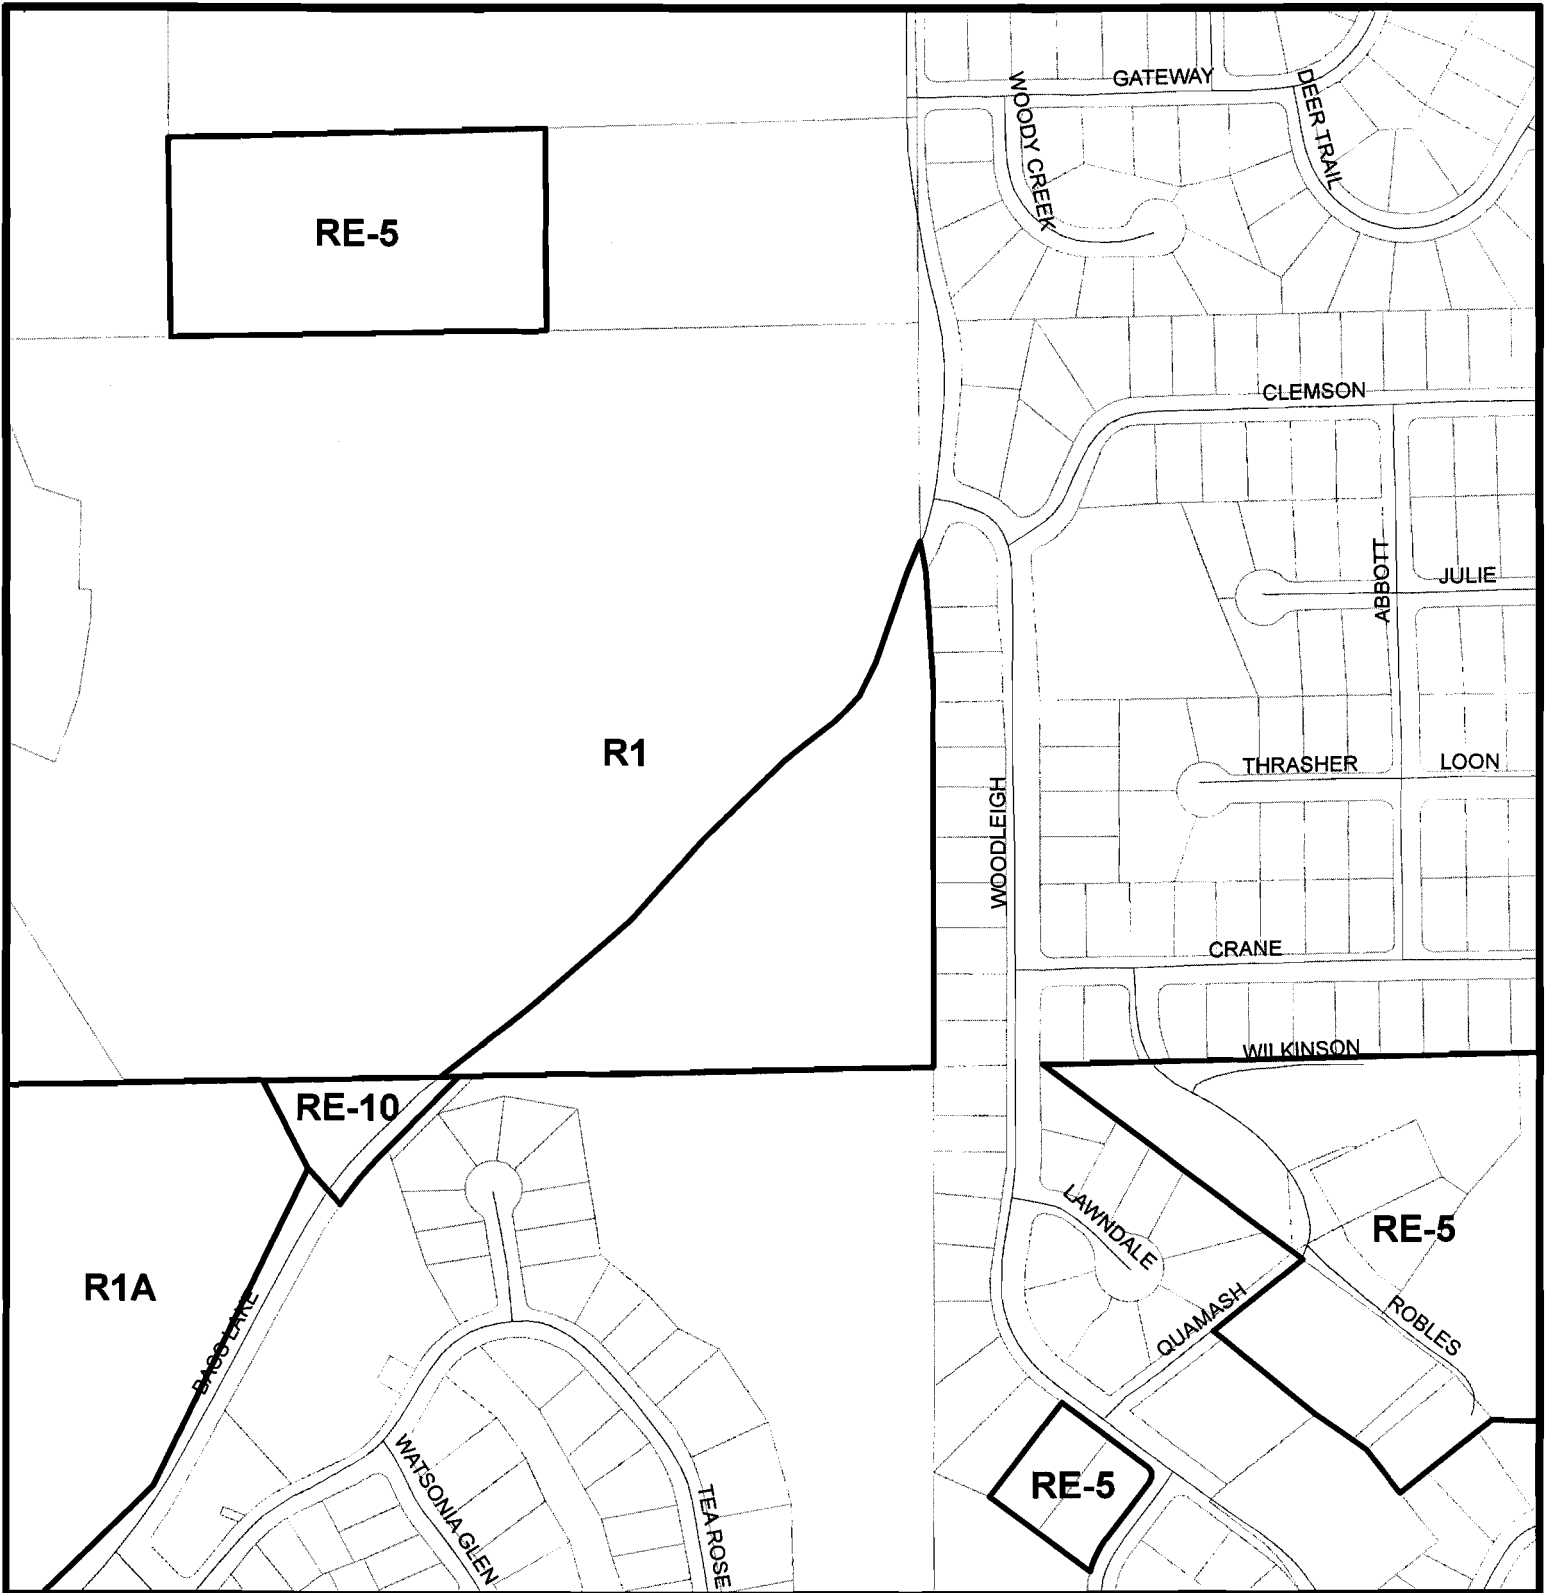 GATEWAY
WOODY CREEK
DEER TRAIL
RE-5
CLEMSON
ABBOTT
JULIE
R1
THRASHER
LOON
WOODLEIGH
CRANE
WILKINSON
RE-10
LAWNDALE
RE-5
R1A
BASS LAKE
QUAMASH
ROBLES
WATSONIA GLEN
TEA ROSE
RE-5